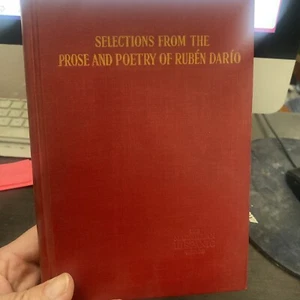 SELECTIONS FROM THE
PROSE AND POETRY OF RUBÉN DARÍO